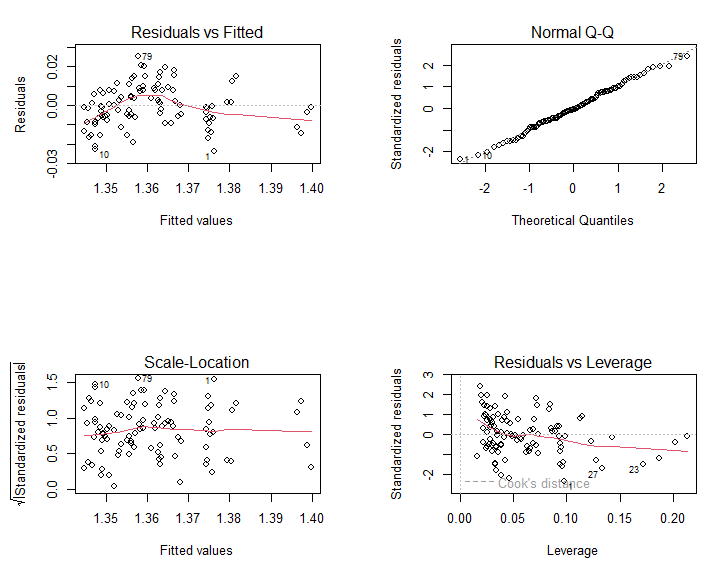 Residuals vs Fitted
Residuals
-0.03 0.00 0.02
79
10
1
1.35 1.36 1.37 1.38 1.39 1.40
Fitted values
Normal Q-Q
Standardized residuals
-2 0 1 2
79
1
10
-2 -1 0 1 2
Theoretical Quantiles
Scale-Location
√|Standardized residuals|
0.0 0.5 1.0 1.5
10
79
1
1.35 1.36 1.37 1.38 1.39 1.40
Fitted values
Residuals vs Leverage
Standardized residuals
-2 0 1 2 3
27
23
Cook's distance
1
0.00 0.05 0.10 0.15 0.20
Leverage